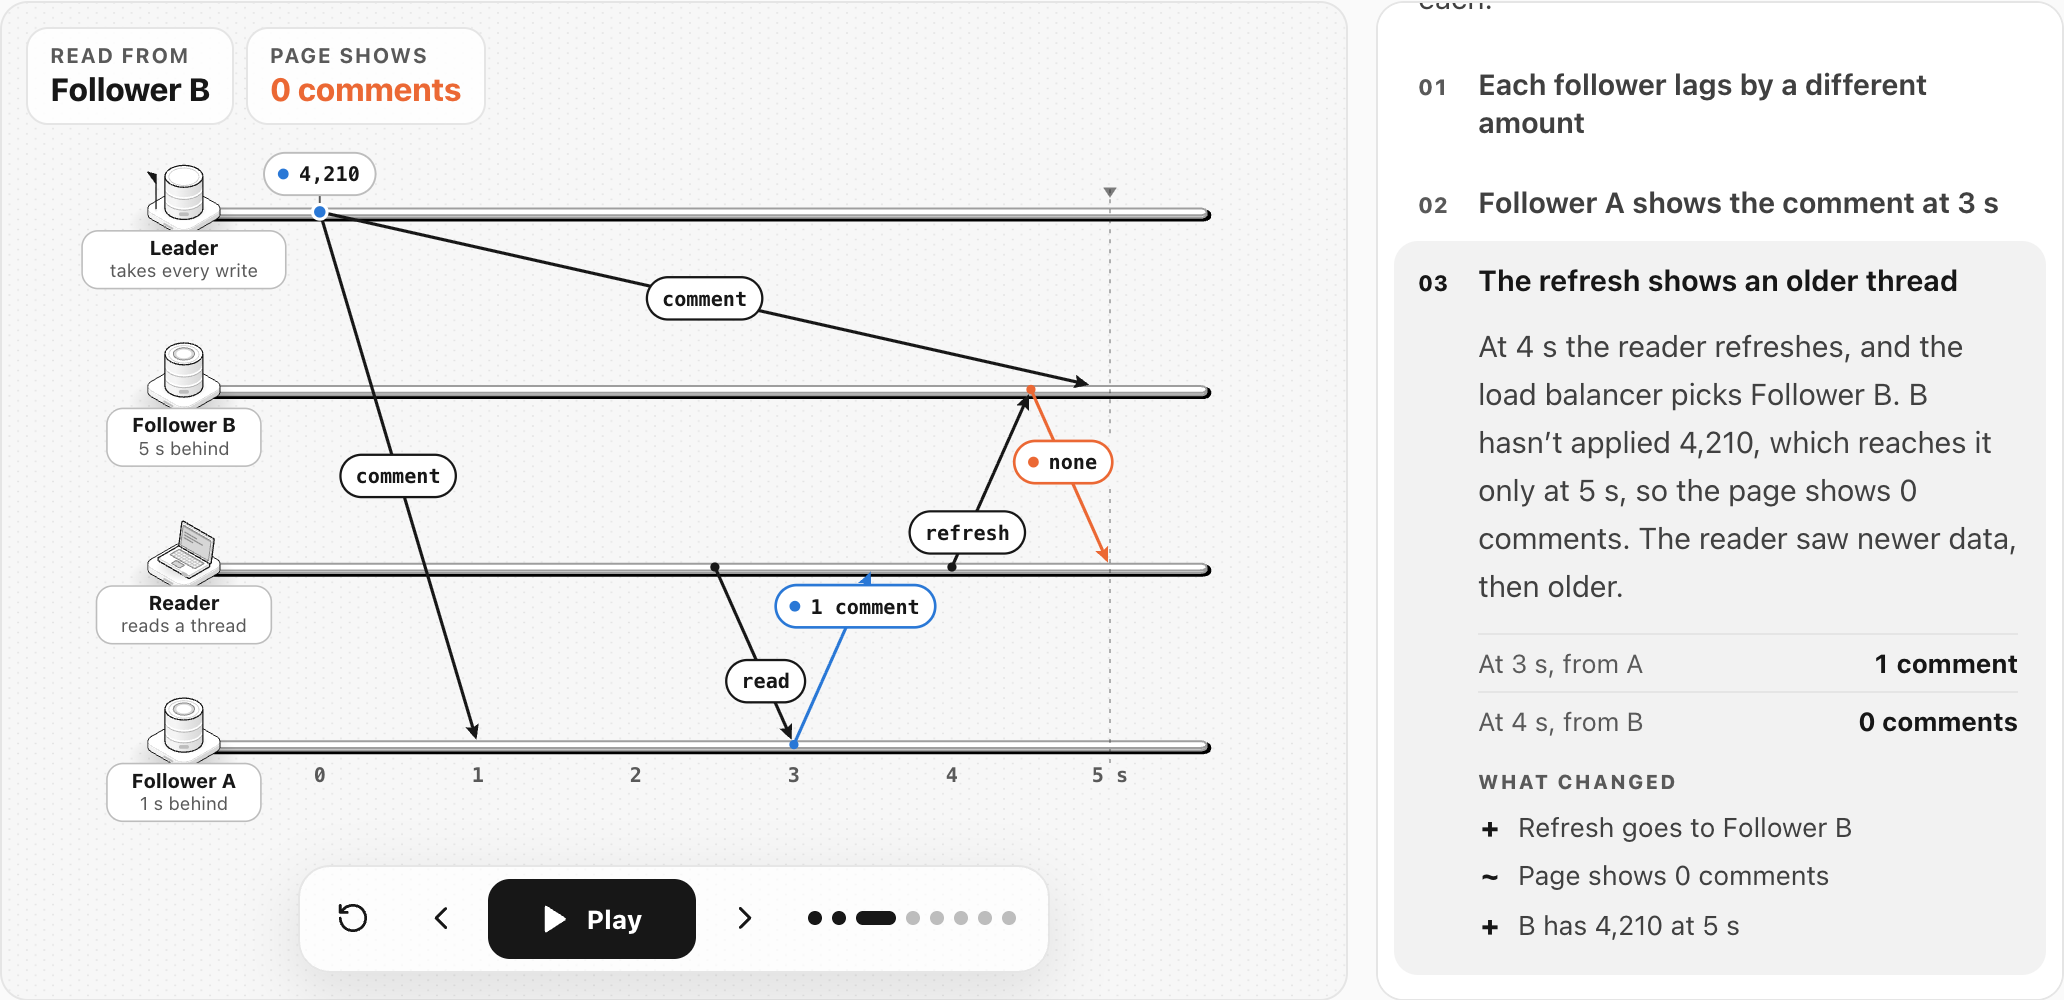 READ FROM
Follower B
PAGE SHOWS
0 comments
4,210
Leader
takes every write
comment
Follower B
5 s behind
none
comment
refresh
Reader
reads a thread
1 comment
read
Follower A
1 s behind
0 1 2 3 4 5 s
Play
each.
01 Each follower lags by a different
amount
02 Follower A shows the comment at 3 s
03 The refresh shows an older thread
At 4 s the reader refreshes, and the
load balancer picks Follower B. B
hasn’t applied 4,210, which reaches it
only at 5 s, so the page shows 0
comments. The reader saw newer data,
then older.
At 3 s, from A 1 comment
At 4 s, from B 0 comments
WHAT CHANGED
+ Refresh goes to Follower B
~ Page shows 0 comments
+ B has 4,210 at 5 s